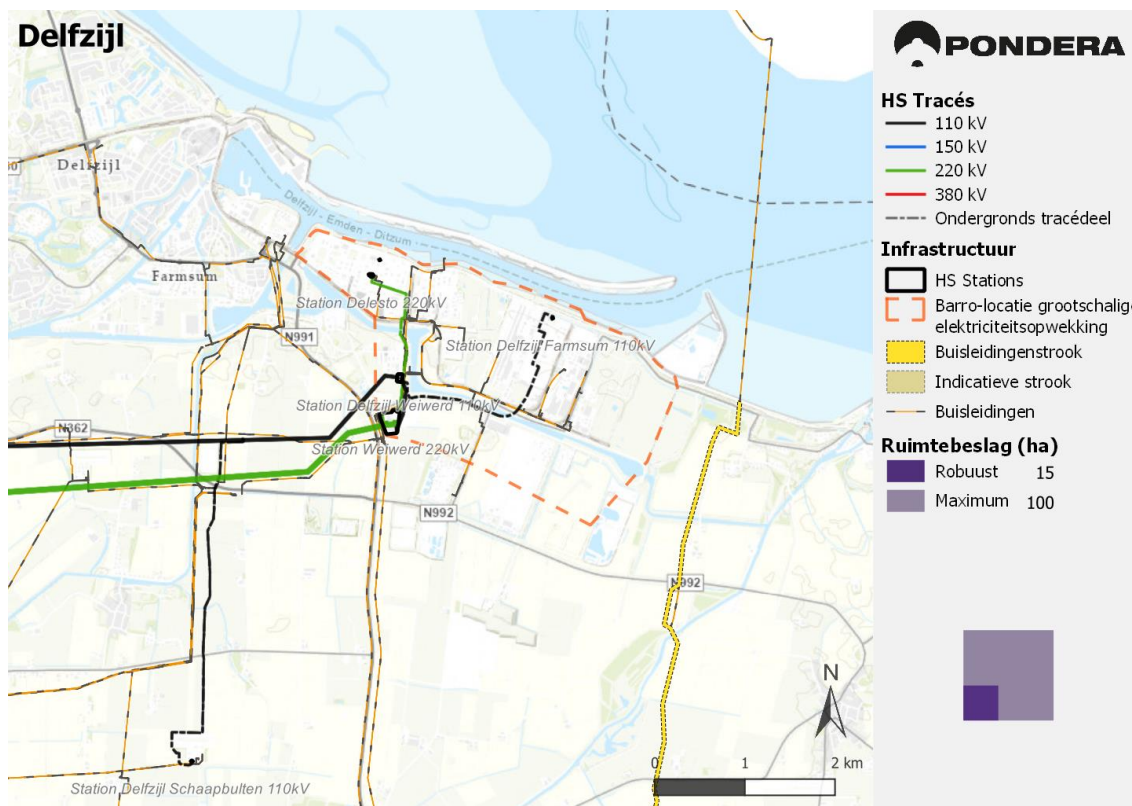 Delfzijl
Delfzijl
Delfzijl - Emden - Ditzum
Farmsum
Station Delesto 220kV
N991
Station Delfzijl Farmsum 110kV
Station Delfzijl Weiwerd 110kV
N362
Station Weiwerd 220kV
N992
N992
N
0 1 2 km
Station Delfzijl Schaapbulten 110kV
PONDERA
HS Tracés
110 kV
150 kV
220 kV
380 kV
Ondergronds tracédeel
Infrastructuur
HS Stations
Barro-locatie grootschalige
elektriciteitsopwekking
Buisleidingenstrook
Indicatieve strook
Buisleidingen
Ruimtebeslag (ha)
Robuust 15
Maximum 100